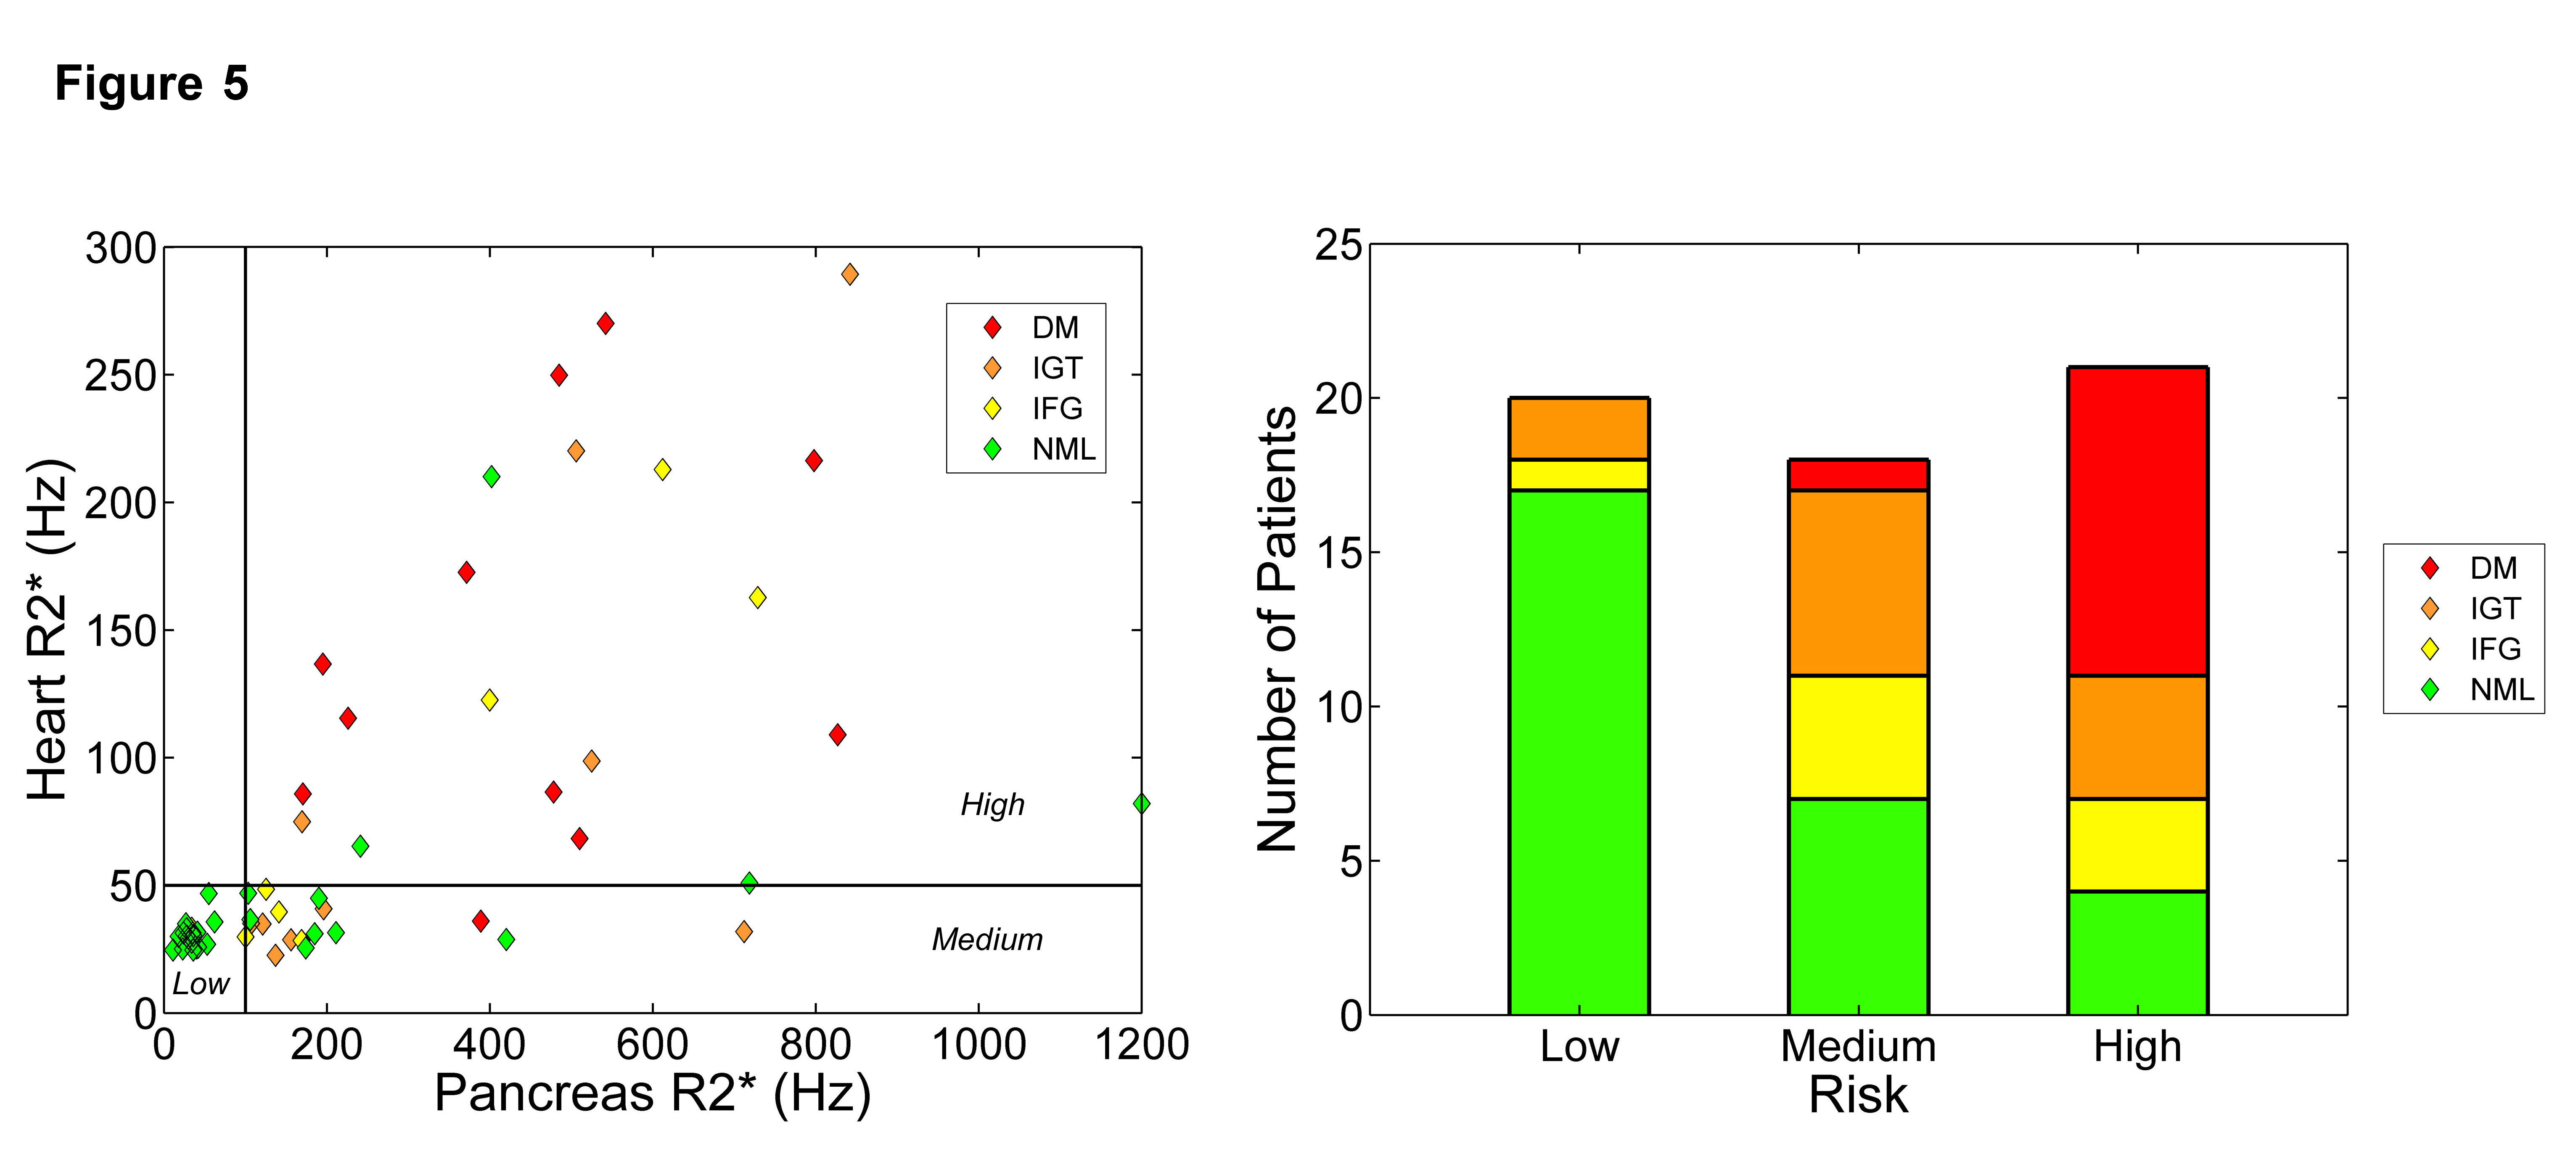 Figure 5
300
250
200
150
100
50
0
Heart R2* (Hz)
DM
IGT
IFG
NML
High
Medium
Low
0 200 400 600 800 1000 1200
Pancreas R2* (Hz)
25
20
15
10
5
0
Number of Patients
Low Medium High
Risk
DM
IGT
IFG
NML